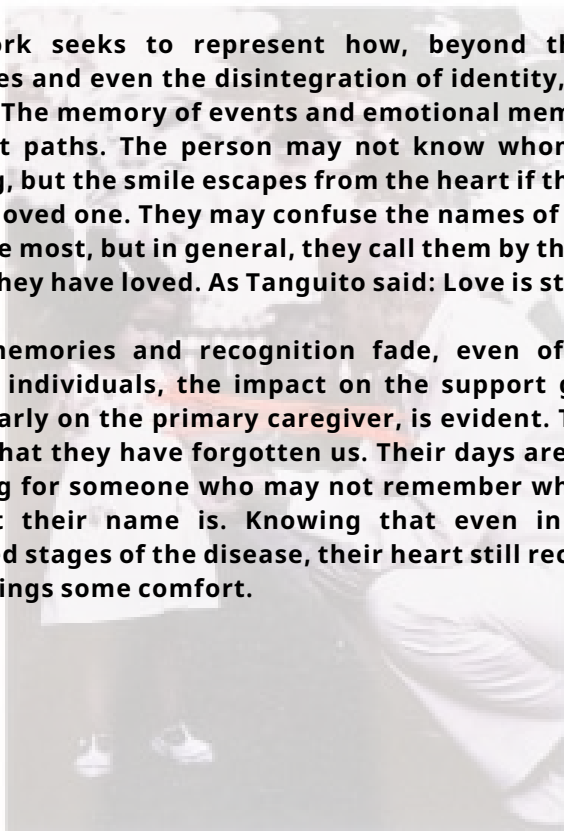 ork seeks to represent how, beyond th
es and even the disintegration of identity,
The memory of events and emotional mem
t paths. The person may not know whom
g, but the smile escapes from the heart if th
oved one. They may confuse the names of
e most, but in general, they call them by th
hey have loved. As Tanguito said: Love is st
nemories and recognition fade, even of
individuals, the impact on the support g
arly on the primary caregiver, is evident. T
hat they have forgotten us. Their days are
g for someone who may not remember wh
t their name is. Knowing that even in
d stages of the disease, their heart still rec
ings some comfort.